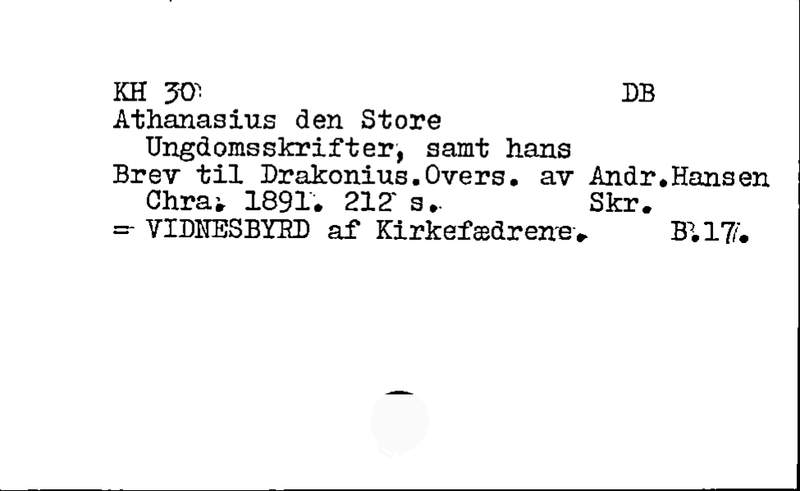 KH 30 DB
Athanasius den Store
Ungdomsskrifter, samt hans
Brev til Drakonius.Overs. av Andr.Hansen
Chra. 1891. 212 s. Skr.
= VIDNESBYRD af Kirkefædrene. B.17.